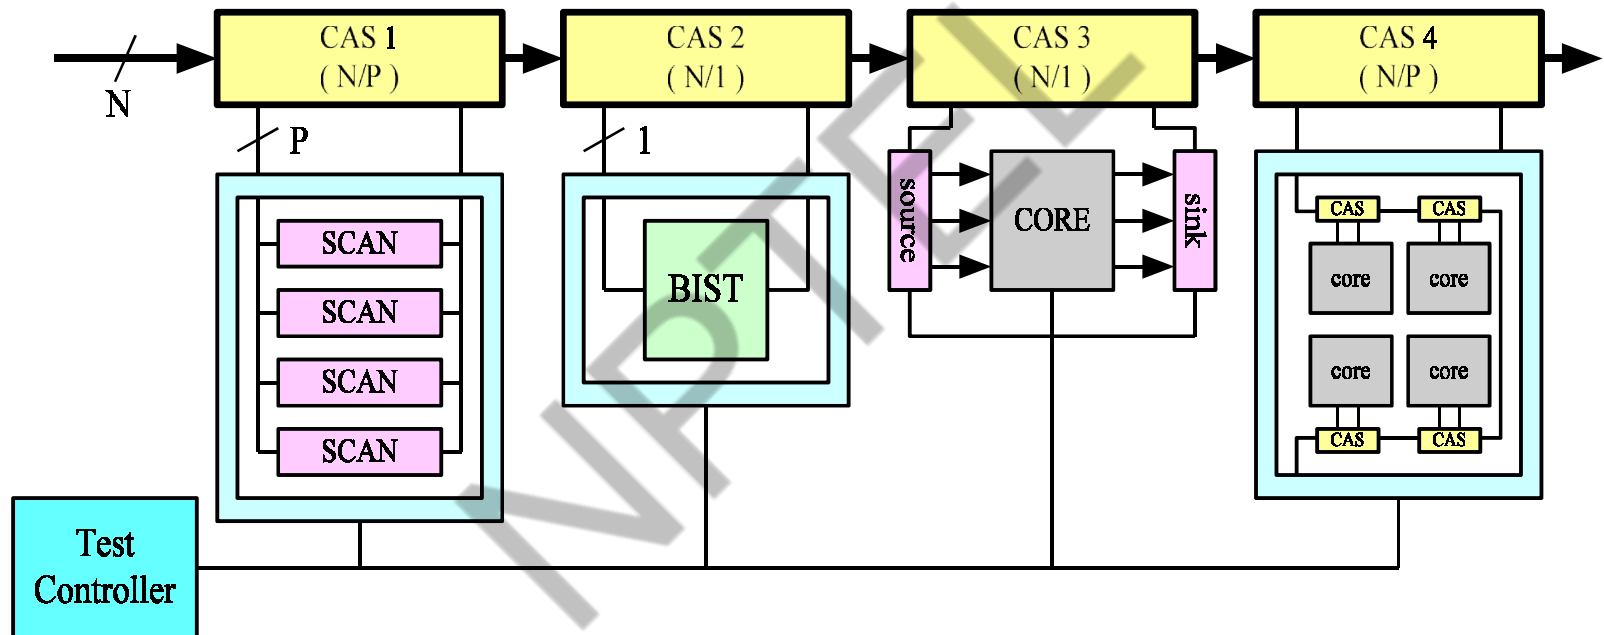 CAS 1
( N/P )
CAS 2
( N/1 )
CAS 3
( N/1 )
CAS 4
( N/P )
N
P
1
SCAN
SCAN
SCAN
SCAN
BIST
source
CORE
sink
CAS
CAS
core
core
core
core
CAS
CAS
Test
Controller
NPTEL